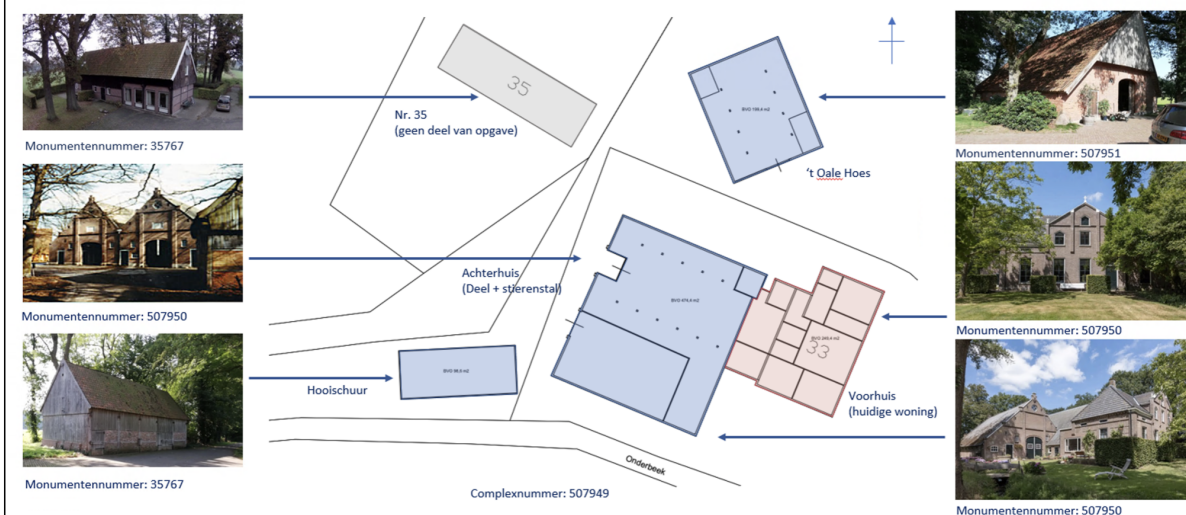 Monumentennummer: 35767
Monumentennummer: 507950
Monumentennummer: 35767
35
Nr. 35
(geen deel van opgave)
't Oale Hoes
Achterhuis
(Deel + stierenstal)
33
Hooischuur
Voorhuis
(huidige woning)
Onderbeek
Complexnummer: 507949
Monumentennummer: 507951
Monumentennummer: 507950
Monumentennummer: 507950